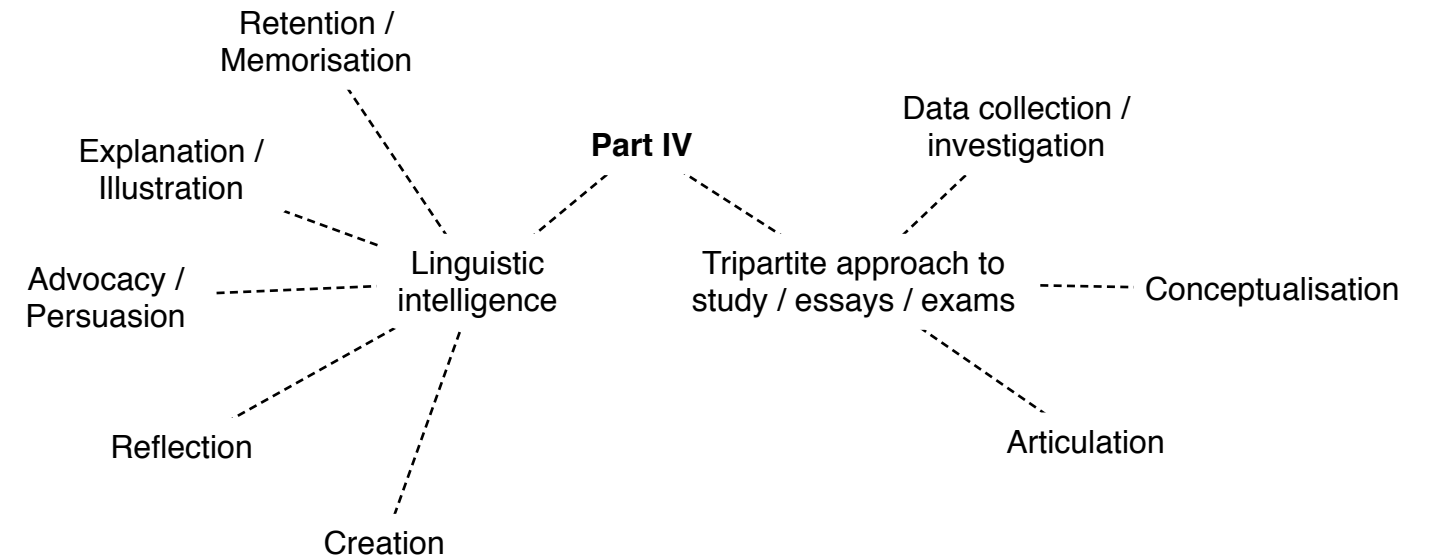 Retention /
Memorisation
Explanation /
Illustration
Part IV
Data collection /
investigation
Advocacy /
Persuasion
Linguistic
intelligence
Tripartite approach to
study / essays / exams
Conceptualisation
Reflection
Articulation
Creation